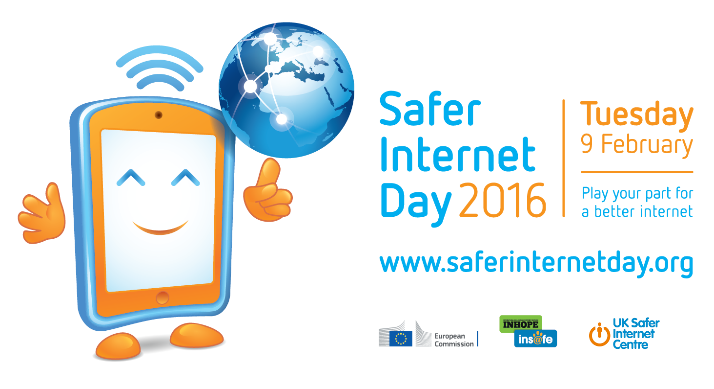 Safer
Internet
Day 2016
Tuesday
9 February
Play your part for
a better internet
www.saferinternetday.org
European
Commission
INHOPE
insafe
UK Safer
Internet
Centre